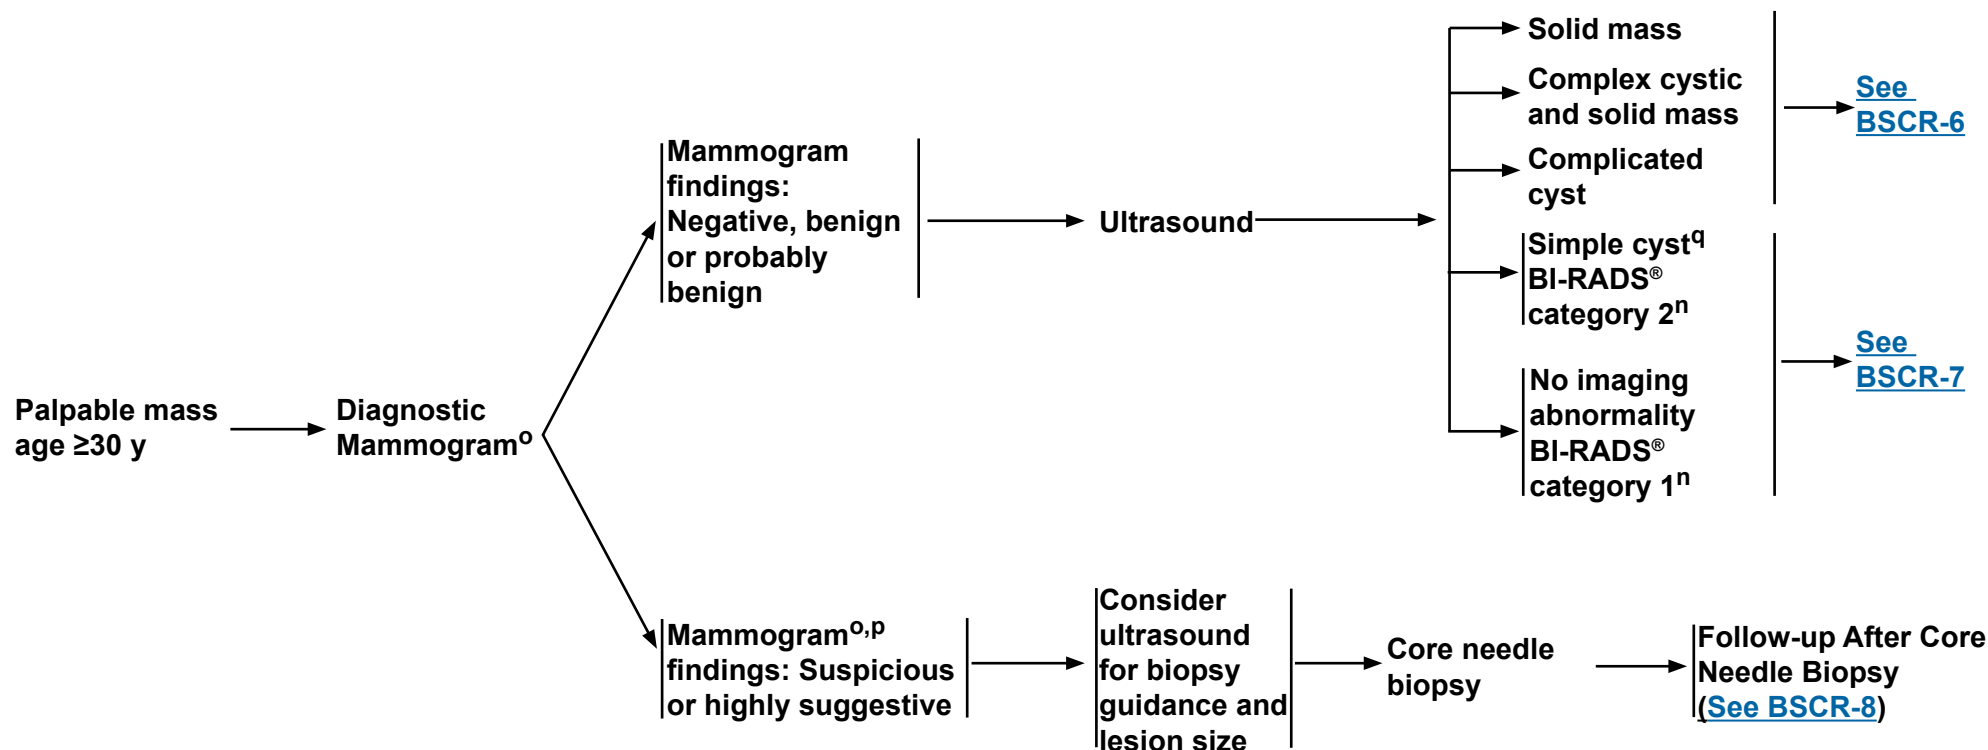 Palpable mass
age ≥30 y
Diagnostic
Mammogramᵒ
Mammogram
findings:
Negative, benign
or probably
benign
Ultrasound
Solid mass
Complex cystic
and solid mass
Complicated
cyst
See
BSCR-6
Simple cystq
BI-RADS®
category 2ⁿ
No imaging
abnormality
BI-RADS®
category 1ⁿ
See
BSCR-7
Mammogramᵒ,ᵖ
findings: Suspicious
or highly suggestive
Consider
ultrasound
for biopsy
guidance and
lesion size
Core needle
biopsy
Follow-up After Core
Needle Biopsy
(See BSCR-8)